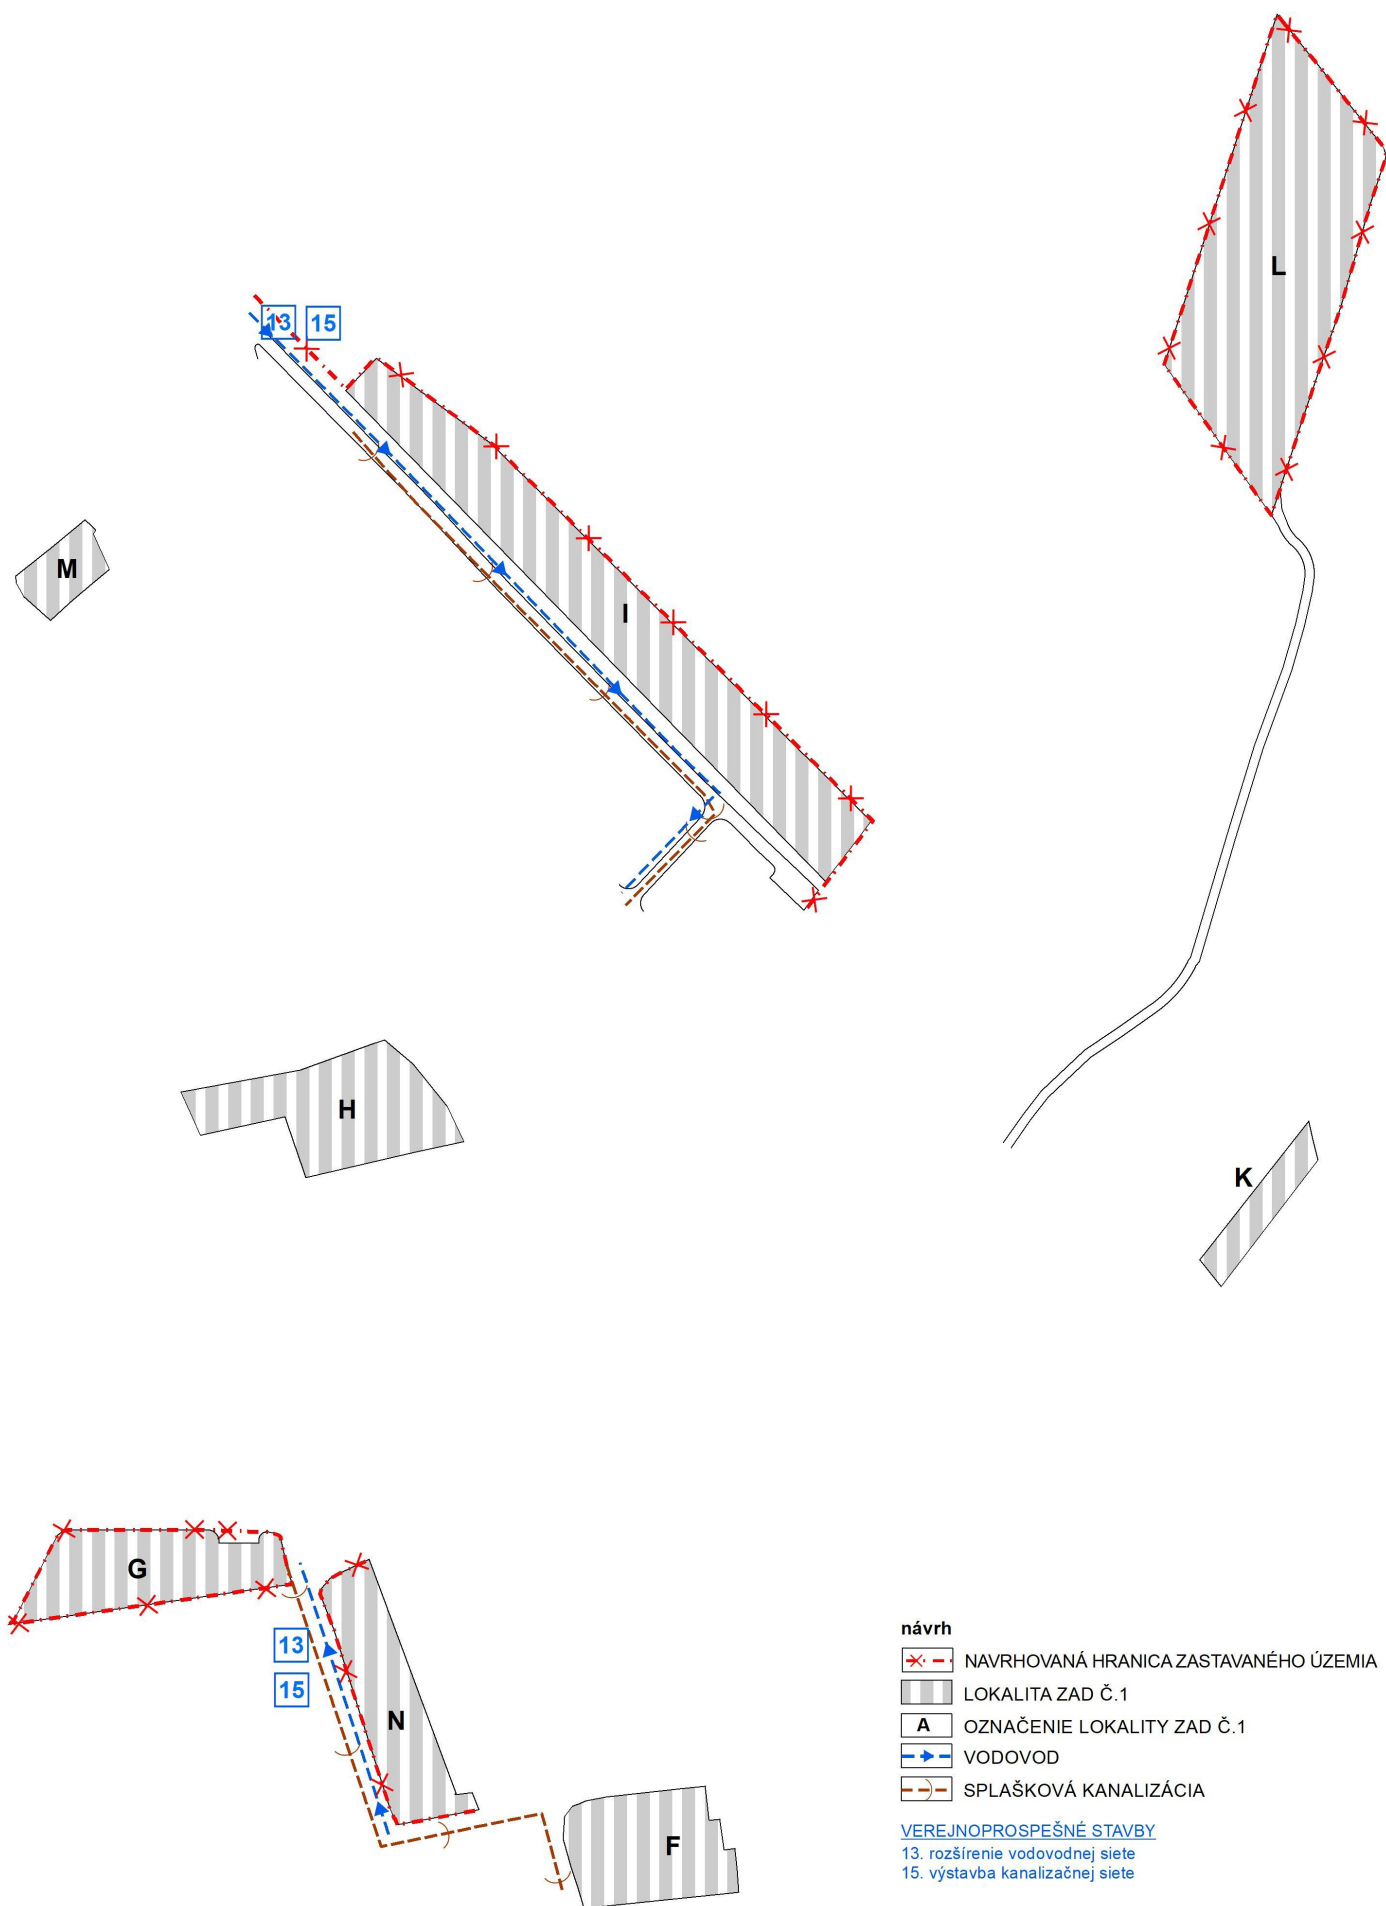 L
13 15
M
I
H
K
G
13
15
N
F
návrh
NAVRHOVANÁ HRANICA ZASTAVANÉHO ÚZEMIA
LOKALITA ZAD Č.1
A OZNAČENIE LOKALITY ZAD Č.1
VODOVOD
SPLAŠKOVÁ KANALIZÁCIA
VEREJNOPROSPEŠNÉ STAVBY
13. rozšírenie vodovodnej siete
15. výstavba kanalizačnej siete